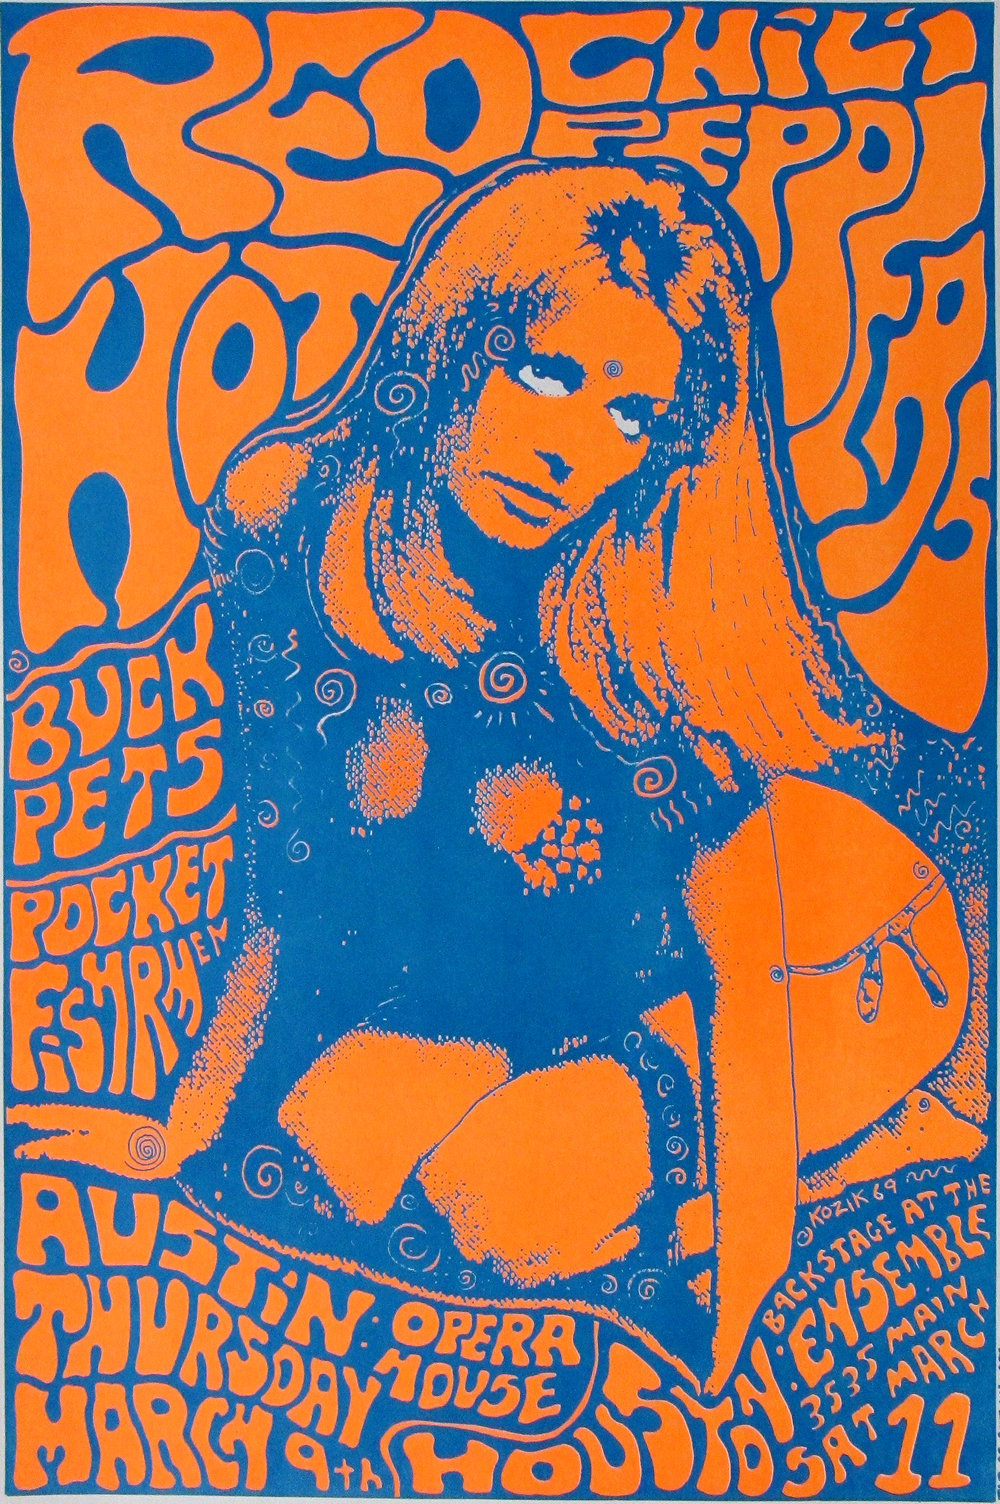 RED
HOT
CHILI
PEPPERS
BUCK
PETS
POCKET
FISHRMEN
AUSTIN: OPERA
HOUSE
THURSDAY
MARCH 9th
KOZIK 69
BACKSTAGE AT THE
HOUSTON: ENSEMBLE
3535 MAIN
SAT MARCH
11